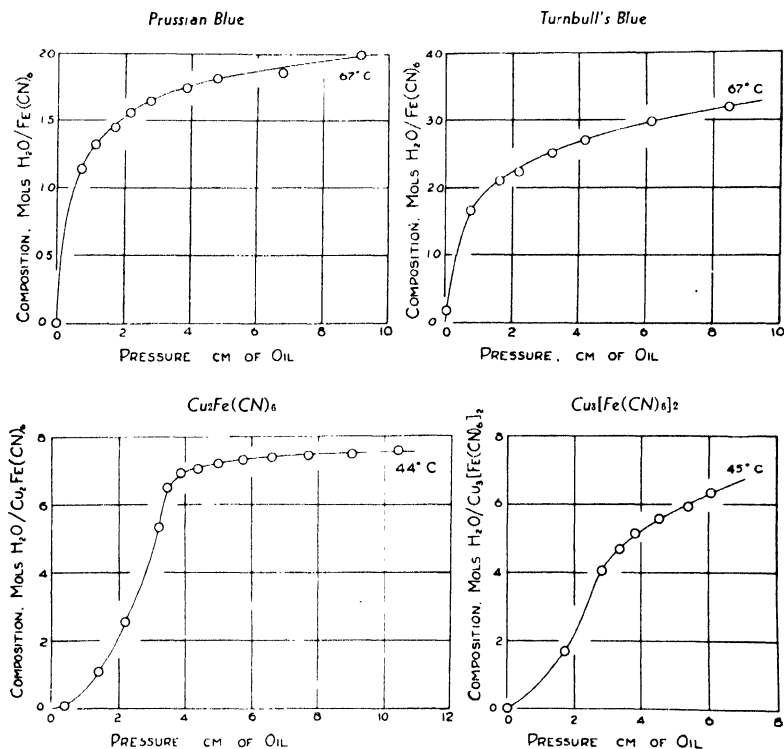 Prussian Blue
COMPOSITION, MOLS H₂O/FE(CN)₆
20
1.5
1.0
0.5
0
67° C
0 2 4 6 8 10
PRESSURE CM OF OIL
Turnbull's Blue
COMPOSITION, MOLS H₂O/FE(CN)₆
4.0
3.0
2.0
1.0
0
67° C
0 2 4 6 8 10
PRESSURE, CM OF OIL
Cu₂Fe(CN)₆
COMPOSITION, MOLS H₂O/CU₂FE(CN)₆
8
6
4
2
0
44° C
0 2 4 6 8 10 12
PRESSURE CM OF OIL
Cu₃[Fe(CN)₆]₂
COMPOSITION, MOLS H₂O/CU₃[FE(CN)₆]₂
8
6
4
2
0
45° C
0 2 4 6 8
PRESSURE CM OF OIL